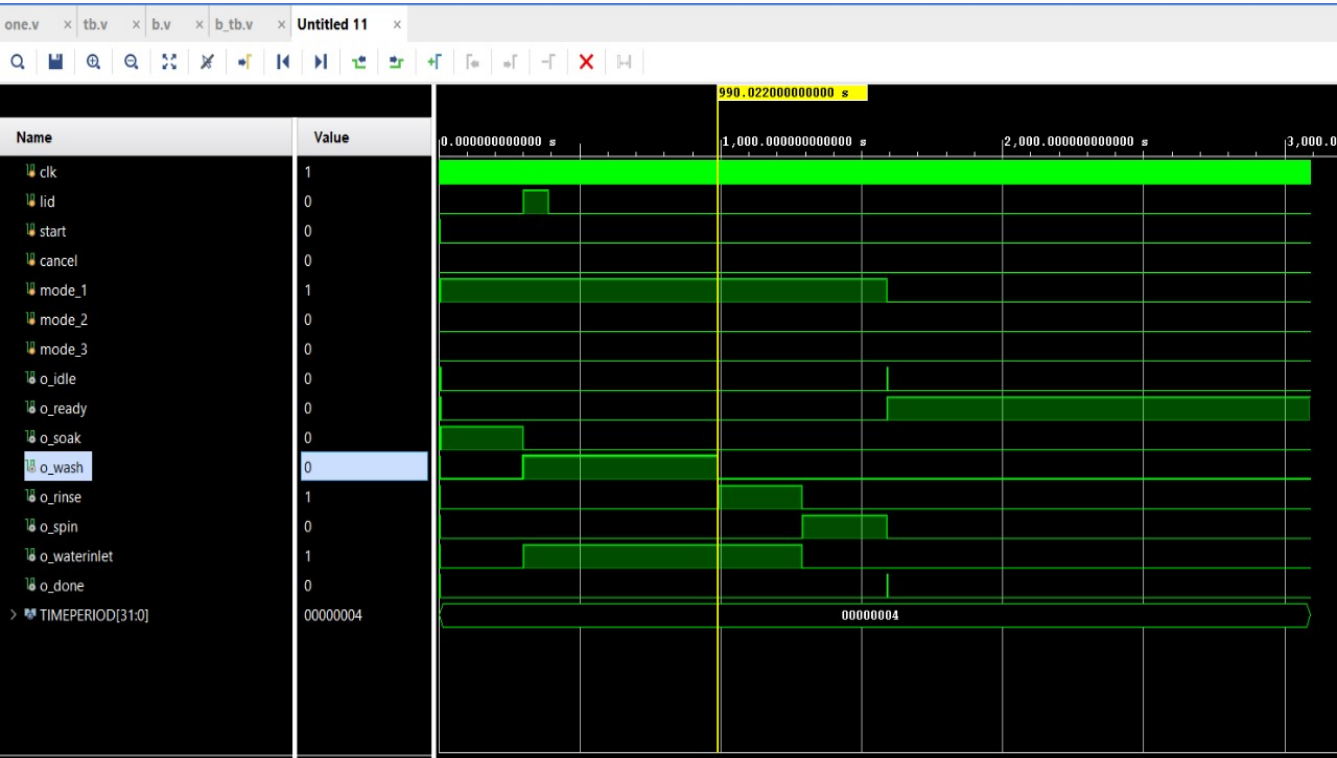 one.v × tb.v × b.v × b_tb.v × Untitled 11 ×
990.022000000000 s
Name Value 0.000000000000 s 1,000.000000000000 s 2,000.000000000000 s 3,000.0
clk 1
lid 0
start 0
cancel 0
mode_1 1
mode_2 0
mode_3 0
o_idle 0
o_ready 0
o_soak 0
o_wash 0
o_rinse 1
o_spin 0
o_waterinlet 1
o_done 0
> TIMEPERIOD[31:0] 00000004 00000004